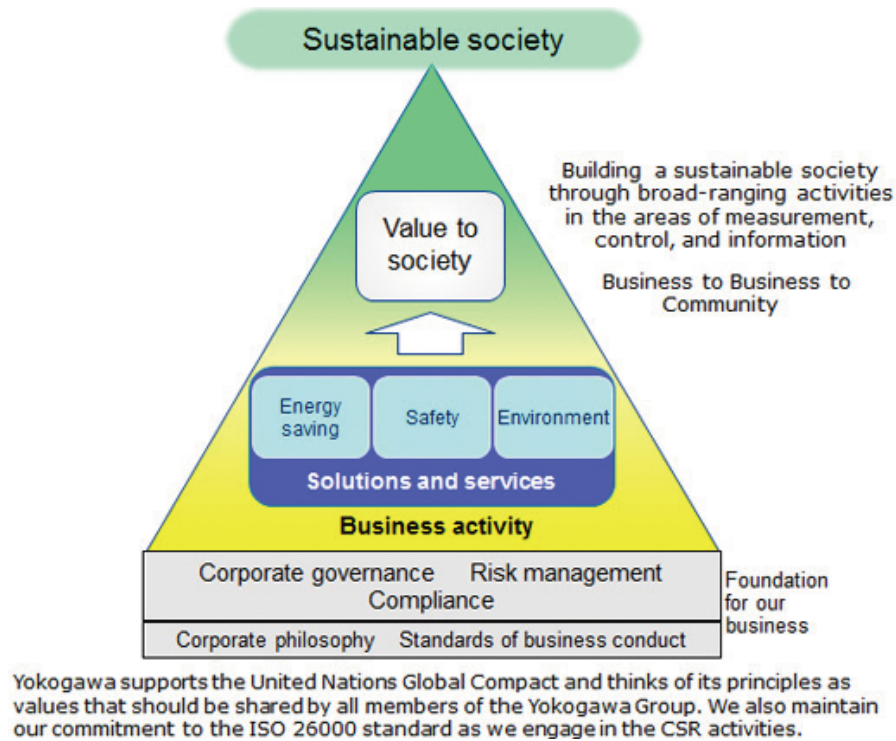 Sustainable society
Building a sustainable society
through broad-ranging activities
in the areas of measurement,
control, and information
Business to Business to
Community
Value to
society
Energy
saving
Safety
Environment
Solutions and services
Business activity
Corporate governance Risk management
Compliance
Corporate philosophy Standards of business conduct
Foundation
for our
business
Yokogawa supports the United Nations Global Compact and thinks of its principles as
values that should be shared by all members of the Yokogawa Group. We also maintain
our commitment to the ISO 26000 standard as we engage in the CSR activities.